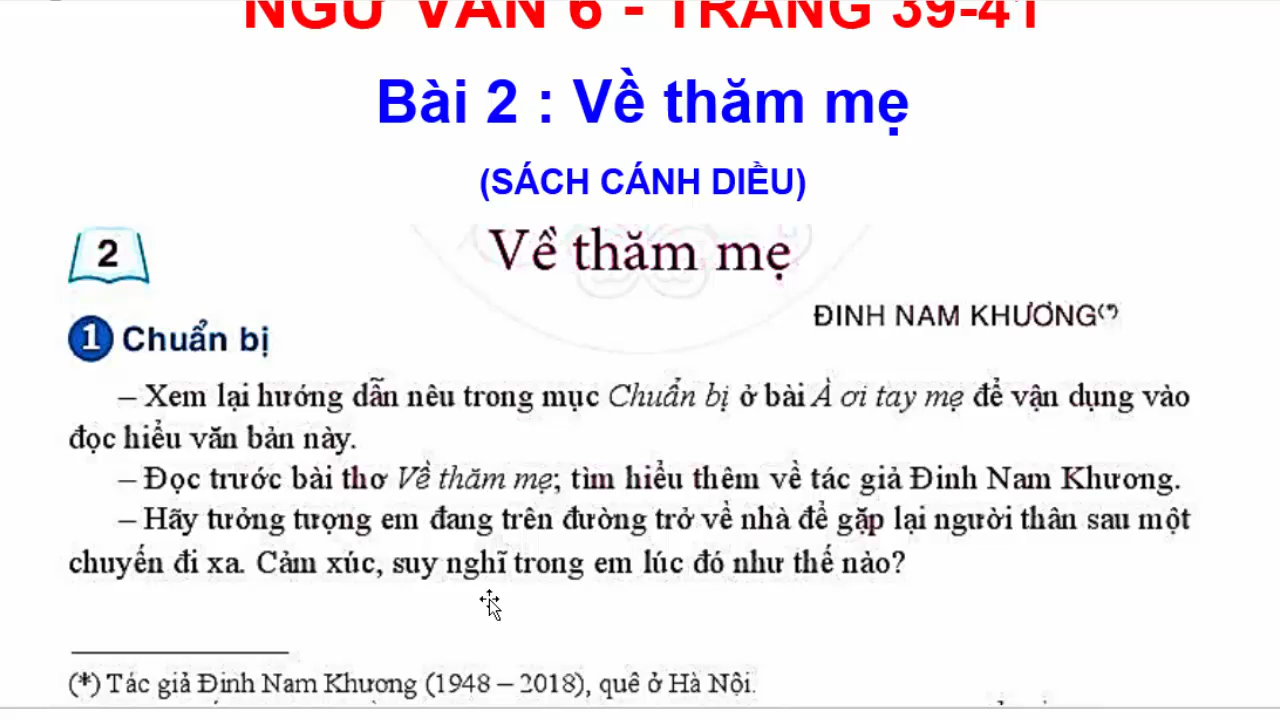 NGỮ VĂN 6 - TRANG 39-41
Bài 2 : Về thăm mẹ
(SÁCH CÁNH DIỀU)
2
Về thăm mẹ
ĐINH NAM KHƯƠNG(*)
1 Chuẩn bị
– Xem lại hướng dẫn nêu trong mục Chuẩn bị ở bài À ơi tay mẹ để vận dụng vào
đọc hiểu văn bản này.
– Đọc trước bài thơ Về thăm mẹ; tìm hiểu thêm về tác giả Đinh Nam Khương.
– Hãy tưởng tượng em đang trên đường trở về nhà để gặp lại người thân sau một
chuyến đi xa. Cảm xúc, suy nghĩ trong em lúc đó như thế nào?
(*) Tác giả Đinh Nam Khương (1948 – 2018), quê ở Hà Nội.